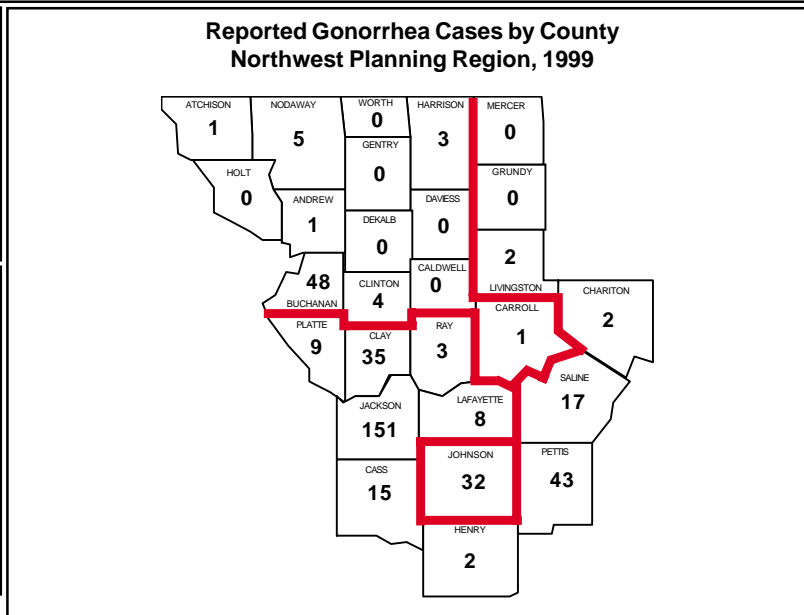 Reported Gonorrhea Cases by County
Northwest Planning Region, 1999
ATCHISON
1
NODAWAY
5
WORTH
0
HARRISON
3
MERCER
0
GENTRY
0
GRUNDY
0
HOLT
0
ANDREW
1
DEKALB
0
DAVIESS
0
2
LIVINGSTON
48
BUCHANAN
CLINTON
4
CALDWELL
0
CHARITON
2
CARROLL
1
PLATTE
9
CLAY
35
RAY
3
SALINE
17
JACKSON
151
LAFAYETTE
8
JOHNSON
32
PETTIS
43
CASS
15
HENRY
2